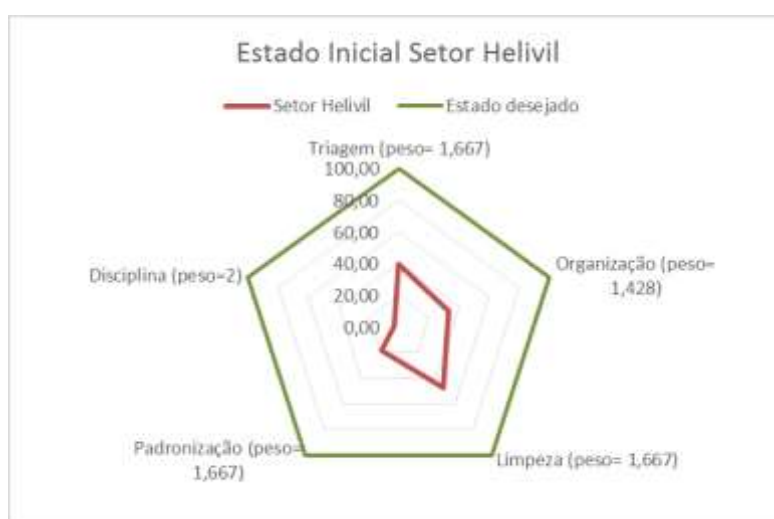 Estado Inicial Setor Helivil
Setor Helivil Estado desejado
Triagem (peso= 1,667)
100,00
80,00
60,00
40,00
20,00
0,00
Organização (peso=
1,428)
Disciplina (peso=2)
Padronização (peso=
1,667)
Limpeza (peso= 1,667)